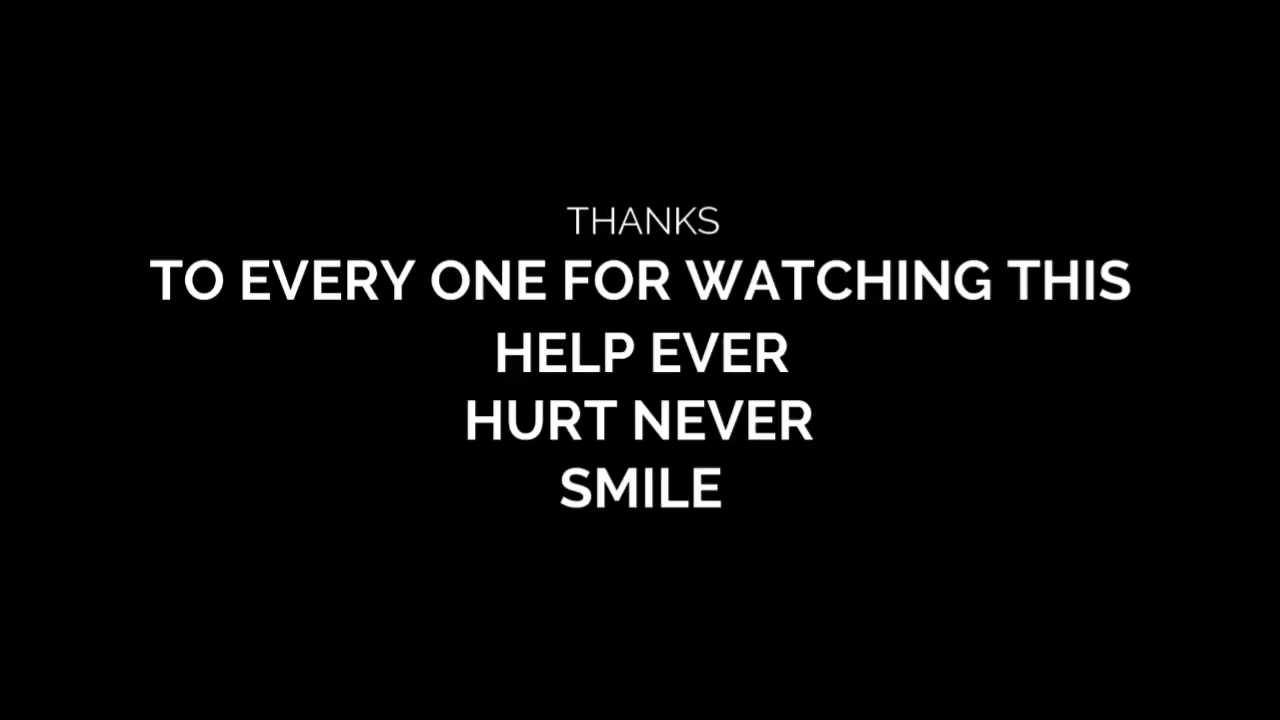 THANKS
TO EVERY ONE FOR WATCHING THIS
HELP EVER
HURT NEVER
SMILE